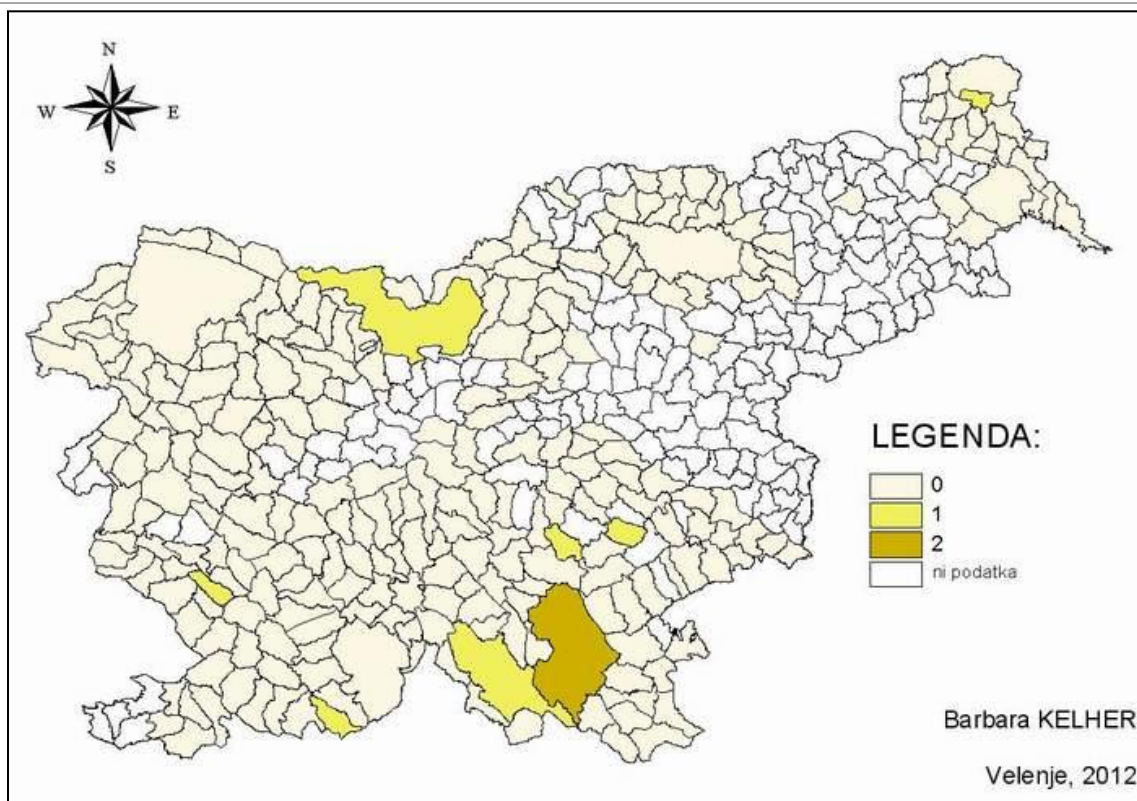 N
W E
S
LEGENDA:
0
1
2
ni podatka
Barbara KELHER
Velenje, 2012